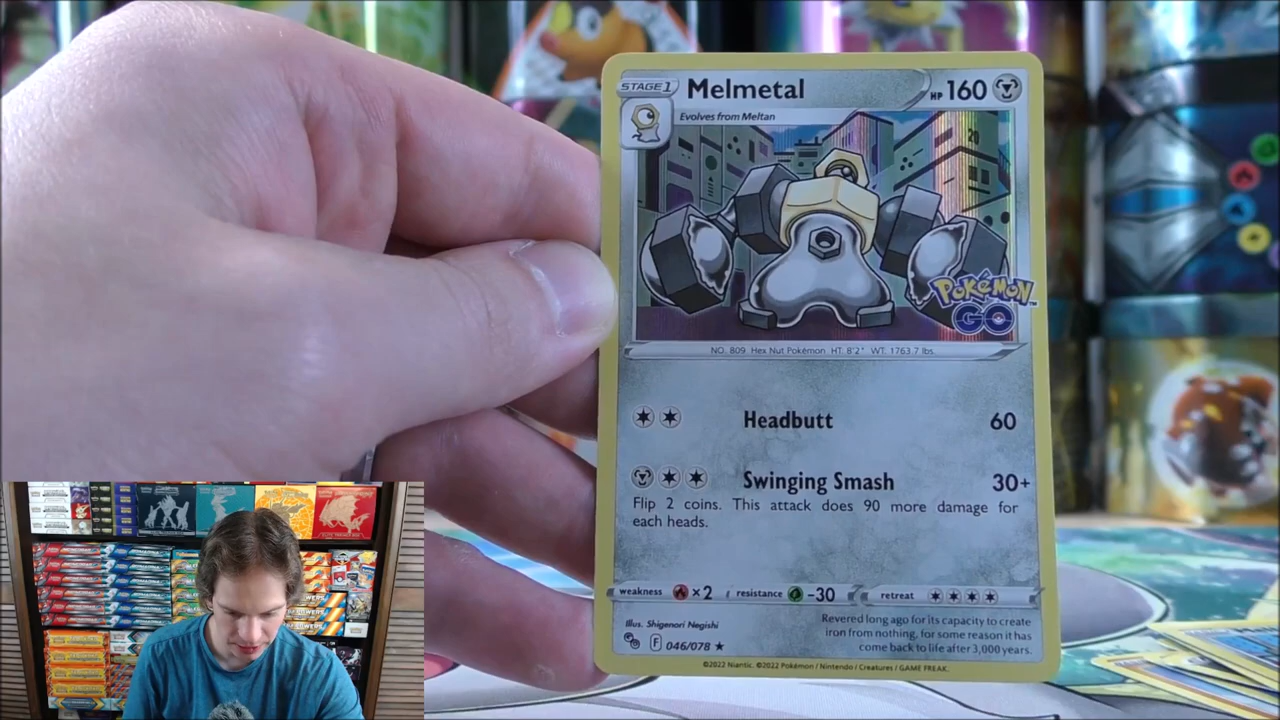 STAGE 1
Melmetal
HP 160
Evolves from Meltan
20
Pokémon
GO
NO. 809 Hex Nut Pokémon HT: 8'2" WT: 1763.7 lbs.
Headbutt 60
Swinging Smash 30+
Flip 2 coins. This attack does 90 more damage for
each heads.
weakness ×2 resistance -30 retreat
Illus. Shigenori Negishi
F 046/078 ★
Revered long ago for its capacity to create
iron from nothing, for some reason it has
come back to life after 3,000 years.
©2022 Niantic. ©2022 Pokémon / Nintendo / Creatures / GAME FREAK.